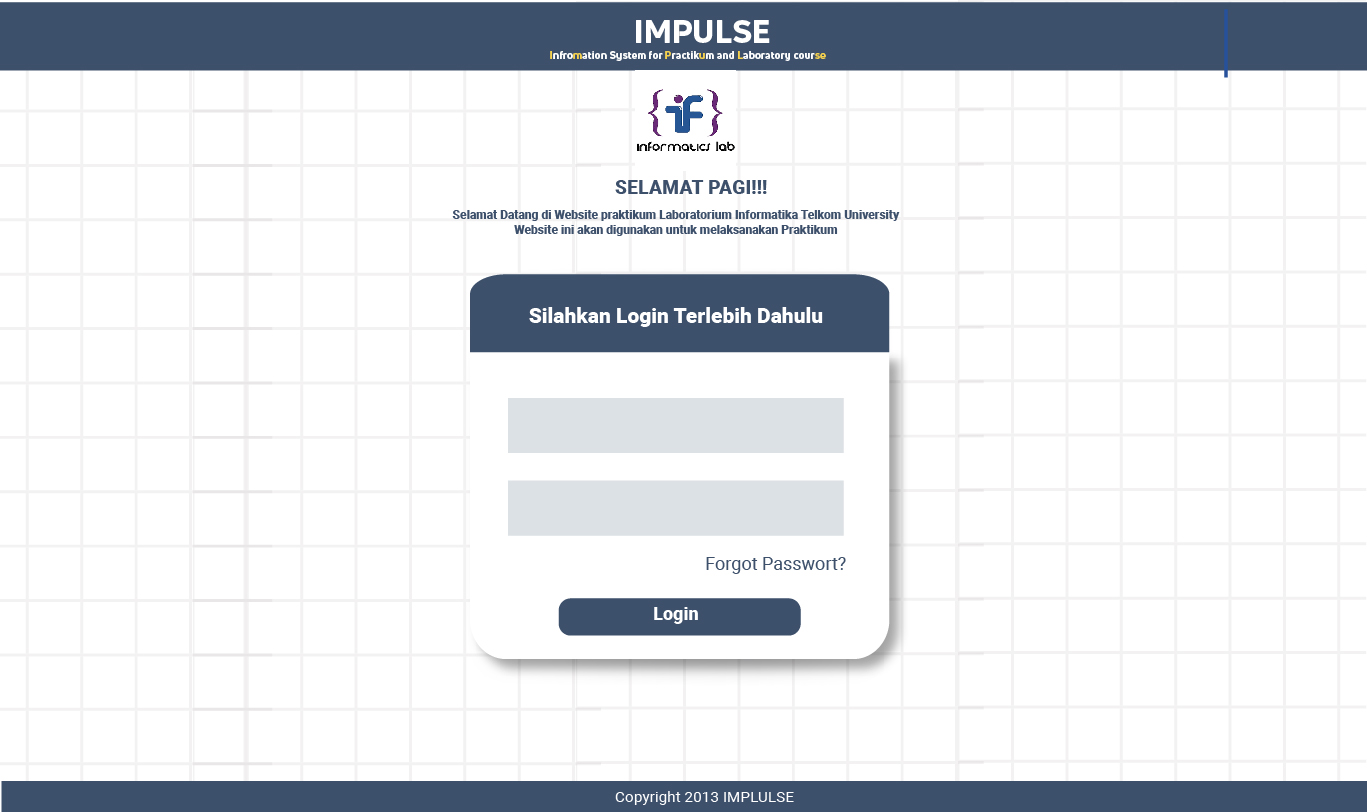 IMPULSE
Infromation System for Practikum and Laboratory course
informatics lab
SELAMAT PAGI!!!
Selamat Datang di Website praktikum Laboratorium Informatika Telkom University
Website ini akan digunakan untuk melaksanakan Praktikum
Silahkan Login Terlebih Dahulu
Forgot Passwort?
Login
Copyright 2013 IMPLULSE